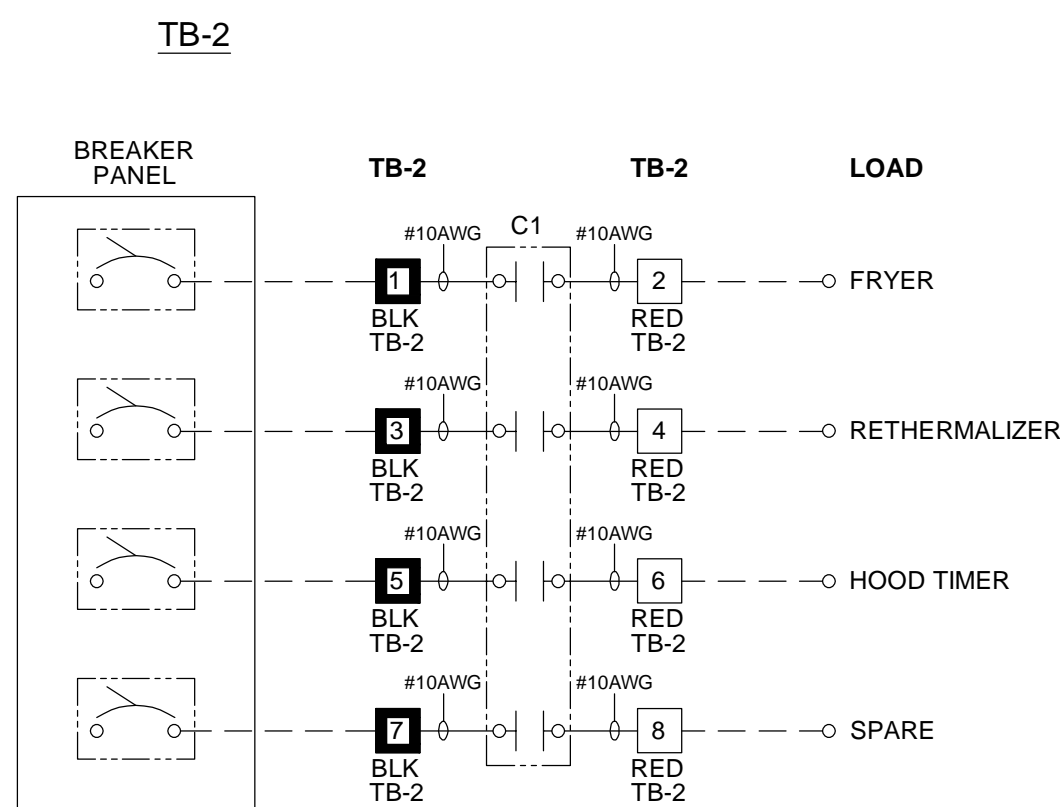 TB-2
BREAKER
PANEL
TB-2
TB-2
LOAD
#10AWG
C1
#10AWG
1
2
FRYER
BLK
TB-2
RED
TB-2
#10AWG
#10AWG
3
4
RETHERMALIZER
BLK
TB-2
RED
TB-2
#10AWG
#10AWG
5
6
HOOD TIMER
BLK
TB-2
RED
TB-2
#10AWG
#10AWG
7
8
SPARE
BLK
TB-2
RED
TB-2